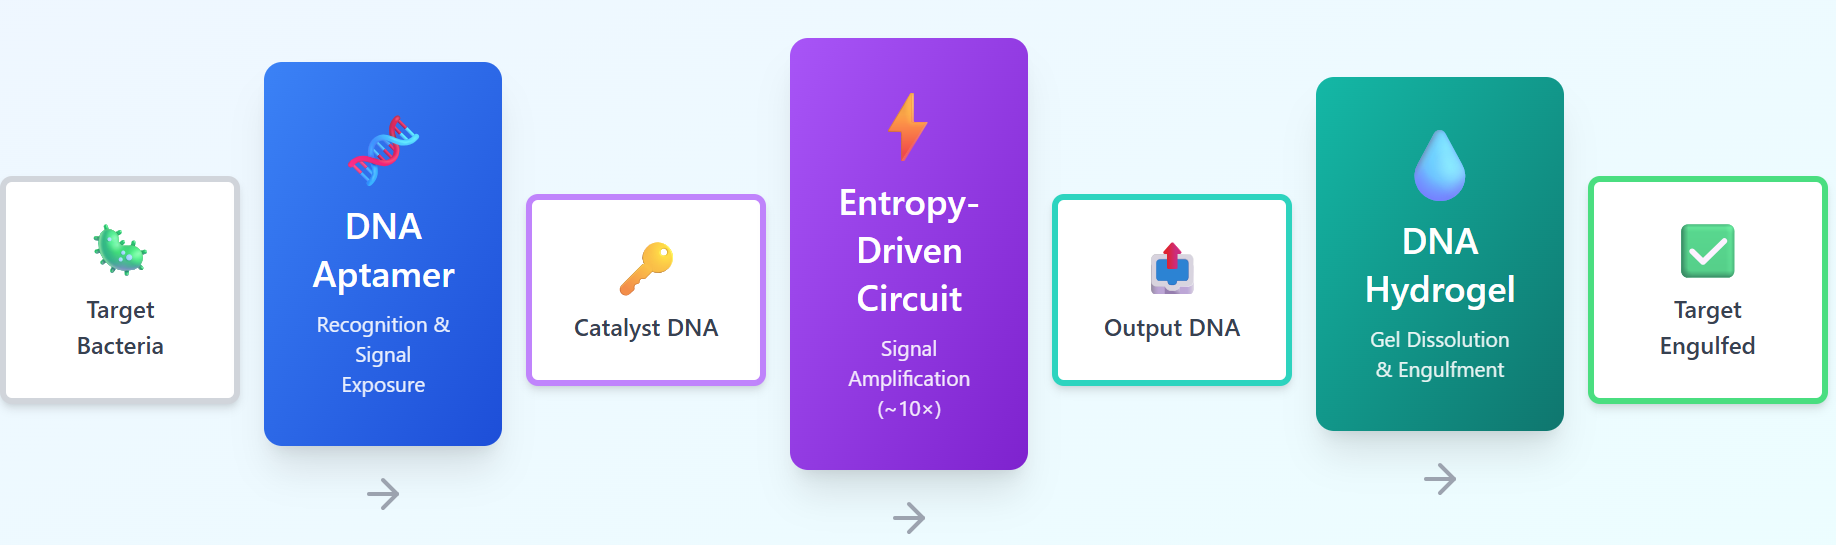 Target
Bacteria
DNA
Aptamer
Recognition &
Signal
Exposure
Catalyst DNA
Entropy-
Driven
Circuit
Signal
Amplification
(~10×)
Output DNA
DNA
Hydrogel
Gel Dissolution
& Engulfment
Target
Engulfed